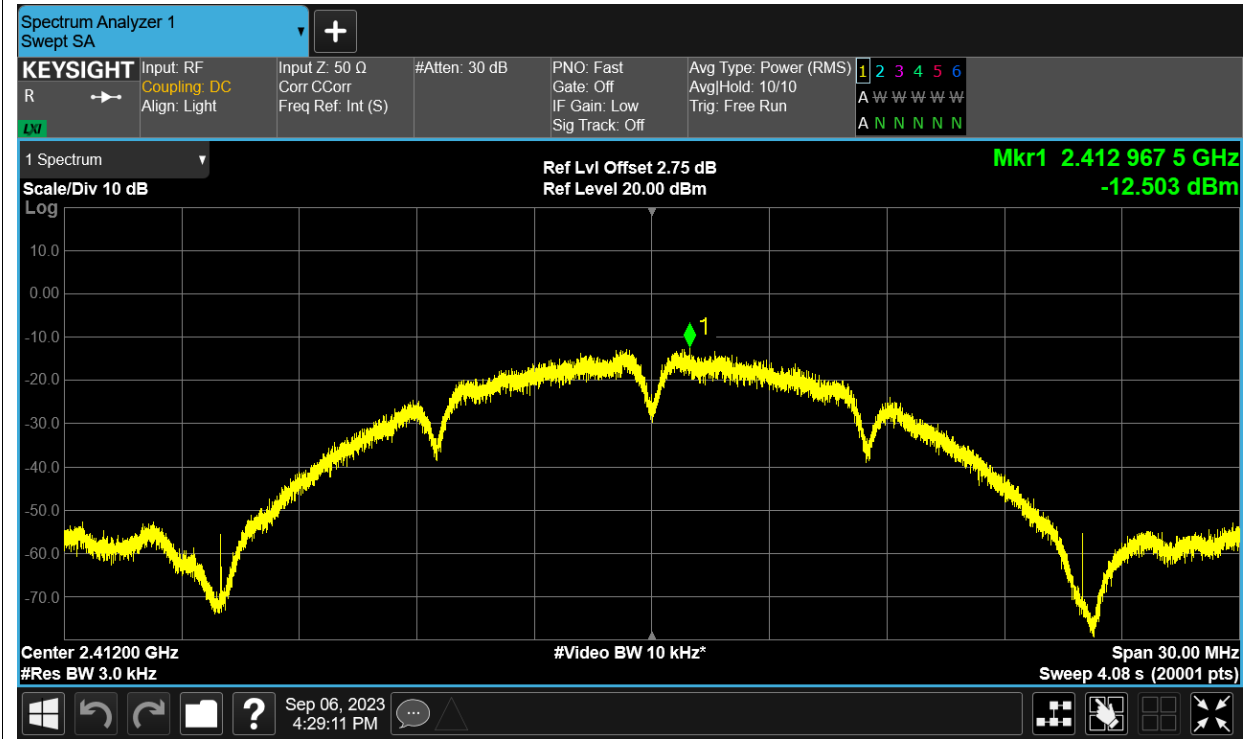 Spectrum Analyzer 1
Swept SA
KEYSIGHT
R
LXI
Input: RF
Coupling: DC
Align: Light
Input Z: 50 Ω
Corr CCorr
Freq Ref: Int (S)
#Atten: 30 dB
PNO: Fast
Gate: Off
IF Gain: Low
Sig Track: Off
Avg Type: Power (RMS)
Avg|Hold: 10/10
Trig: Free Run
1 2 3 4 5 6
A W W W W W
A N N N N N
1 Spectrum
Scale/Div 10 dB
Log
Ref Lvl Offset 2.75 dB
Ref Level 20.00 dBm
Mkr1 2.412 967 5 GHz
-12.503 dBm
10.0
0.00
-10.0
-20.0
-30.0
-40.0
-50.0
-60.0
-70.0
1
Center 2.41200 GHz
#Res BW 3.0 kHz
#Video BW 10 kHz*
Span 30.00 MHz
Sweep 4.08 s (20001 pts)
?
Sep 06, 2023
4:29:11 PM